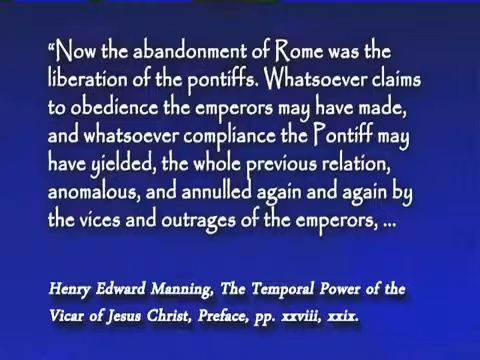 “Now the abandonment of Rome was the
liberation of the pontiffs. Whatsoever claims
to obedience the emperors may have made,
and whatsoever compliance the Pontiff may
have yielded, the whole previous relation,
anomalous, and annulled again and again by
the vices and outrages of the emperors, ...
Henry Edward Manning, The Temporal Power of the
Vicar of Jesus Christ, Preface, pp. xxviii, xxix.